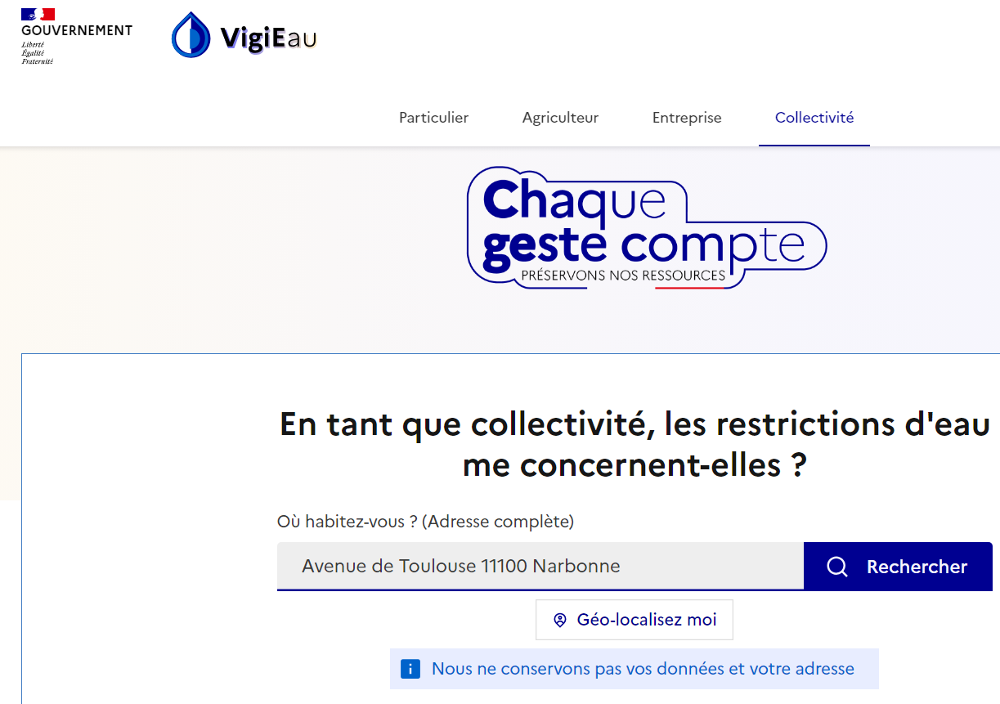 GOUVERNEMENT
Liberté
Égalité
Fraternité
VigiEau
Particulier
Agriculteur
Entreprise
Collectivité
Chaque
geste compte
PRÉSERVONS NOS RESSOURCES
En tant que collectivité, les restrictions d'eau
me concernent-elles ?
Où habitez-vous ? (Adresse complète)
Avenue de Toulouse 11100 Narbonne
Rechercher
Géo-localisez moi
Nous ne conservons pas vos données et votre adresse